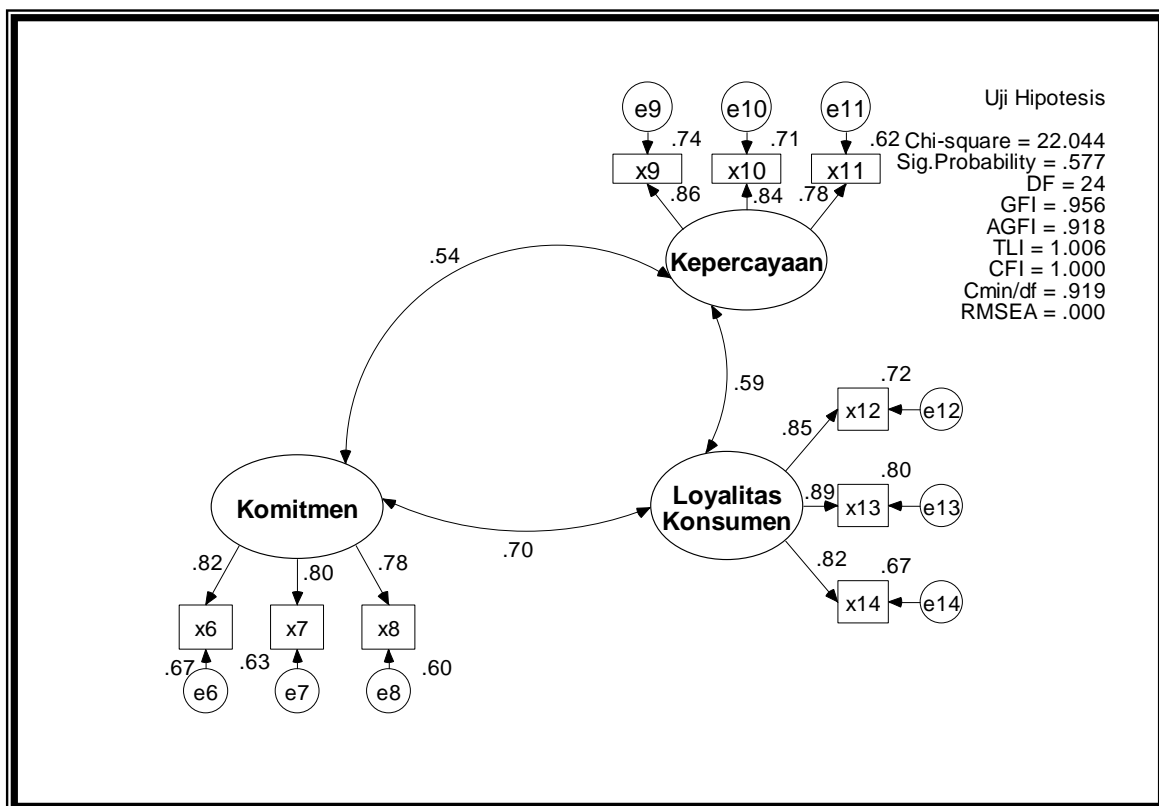 Uji Hipotesis
Chi-square = 22.044
Sig.Probability = .577
DF = 24
GFI = .956
AGFI = .918
TLI = 1.006
CFI = 1.000
Cmin/df = .919
RMSEA = .000
e9 e10 e11
.74 .71 .62
x9 x10 x11
.86 .84 .78
Kepercayaan
.54
.59
.70
Komitmen
.82 .80 .78
x6 x7 x8
.67 .63 .60
e6 e7 e8
Loyalitas
Konsumen
.72
.85 x12 e12
.80
.89 x13 e13
.67
.82 x14 e14